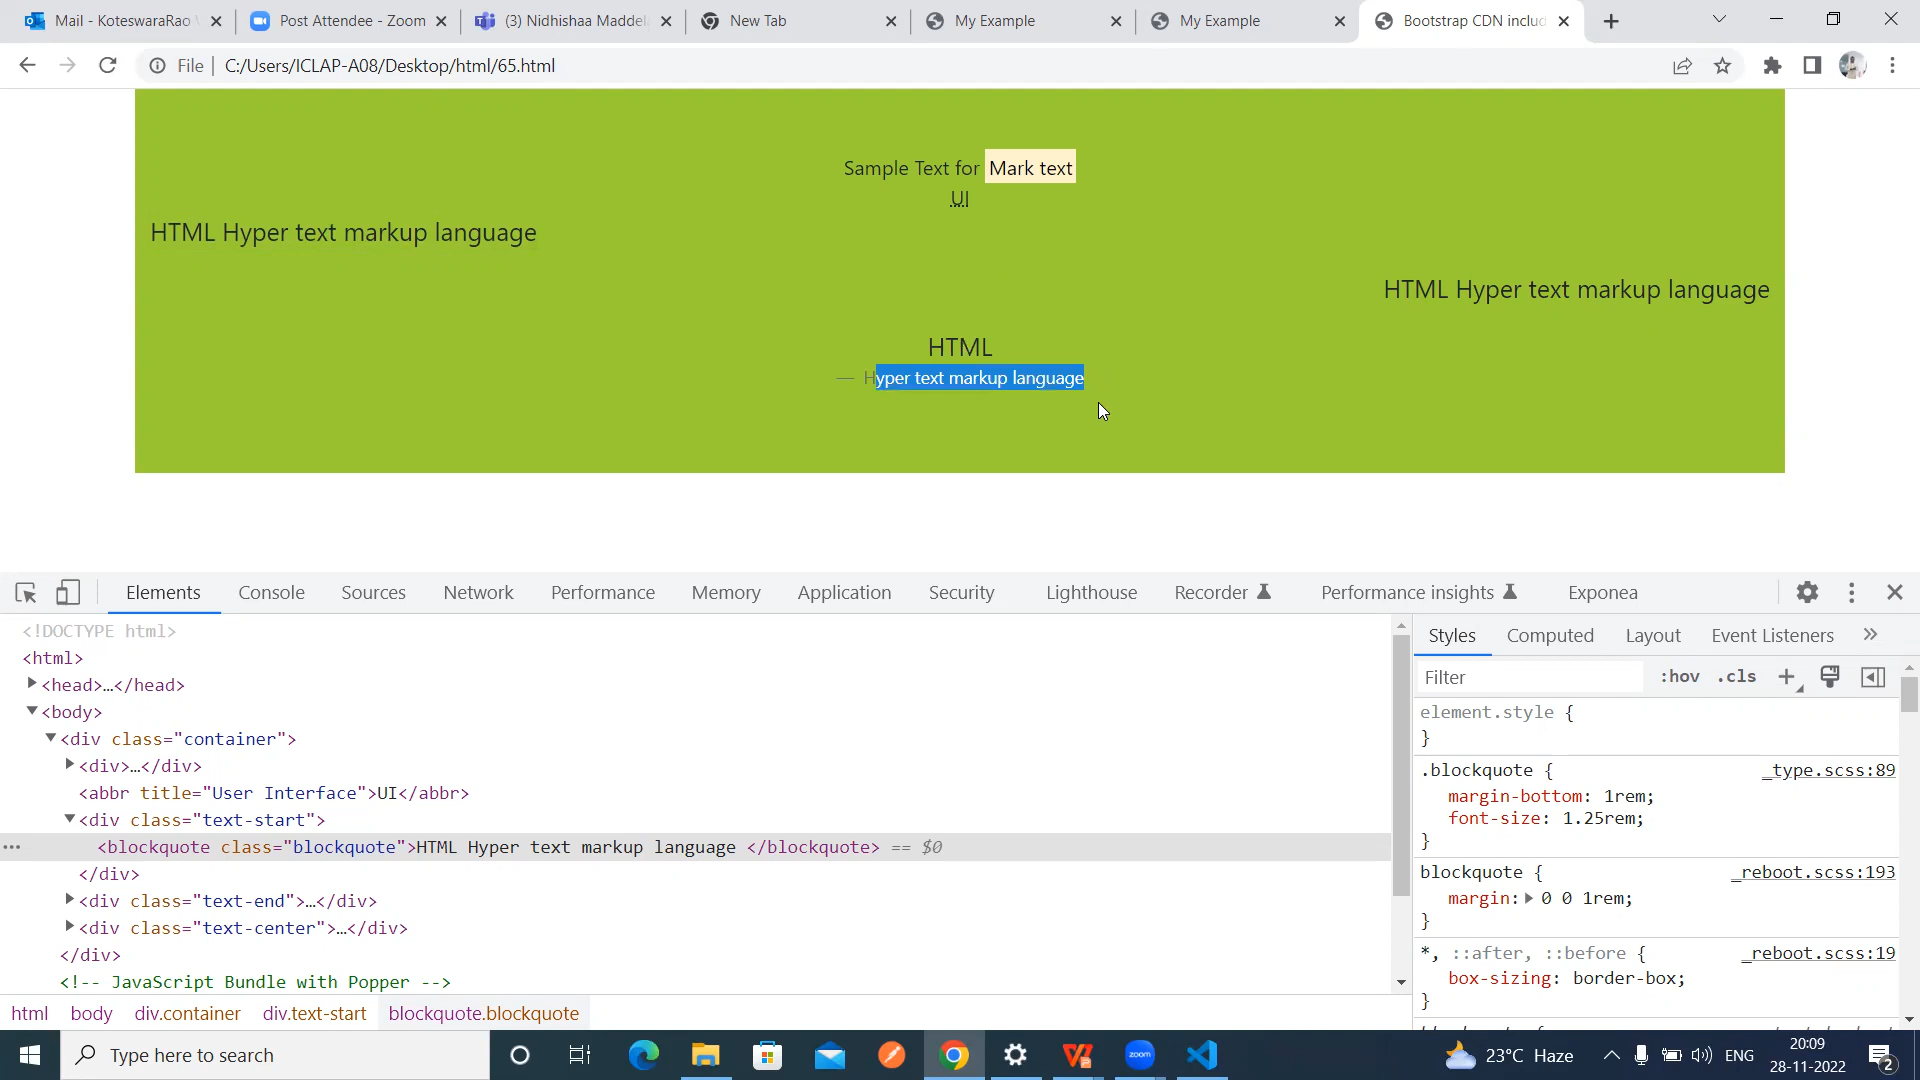 Mail - KoteswaraRao
Post Attendee - Zoom
(3) Nidhishaa Maddel
New Tab
My Example
My Example
Bootstrap CDN includ
File
C:/Users/ICLAP-A08/Desktop/html/65.html
Sample Text for Mark text
UI
HTML Hyper text markup language
HTML Hyper text markup language
HTML
— Hyper text markup language
Elements
Console
Sources
Network
Performance
Memory
Application
Security
Lighthouse
Recorder
Performance insights
Exponea
<!DOCTYPE html>
<html>
<head>…</head>
<body>
<div class="container">
<div>…</div>
<abbr title="User Interface">UI</abbr>
<div class="text-start">
<blockquote class="blockquote">HTML Hyper text markup language </blockquote> == $0
</div>
<div class="text-end">…</div>
<div class="text-center">…</div>
</div>
<!-- JavaScript Bundle with Popper -->
html
body
div.container
div.text-start
blockquote.blockquote
Styles
Computed
Layout
Event Listeners
Filter
:hov
.cls
element.style {
}
.blockquote {
_type.scss:89
margin-bottom: 1rem;
font-size: 1.25rem;
}
blockquote {
_reboot.scss:193
margin: 0 0 1rem;
}
*, ::after, ::before {
_reboot.scss:19
box-sizing: border-box;
}
Type here to search
zoom
23°C Haze
ENG
20:09
28-11-2022
2